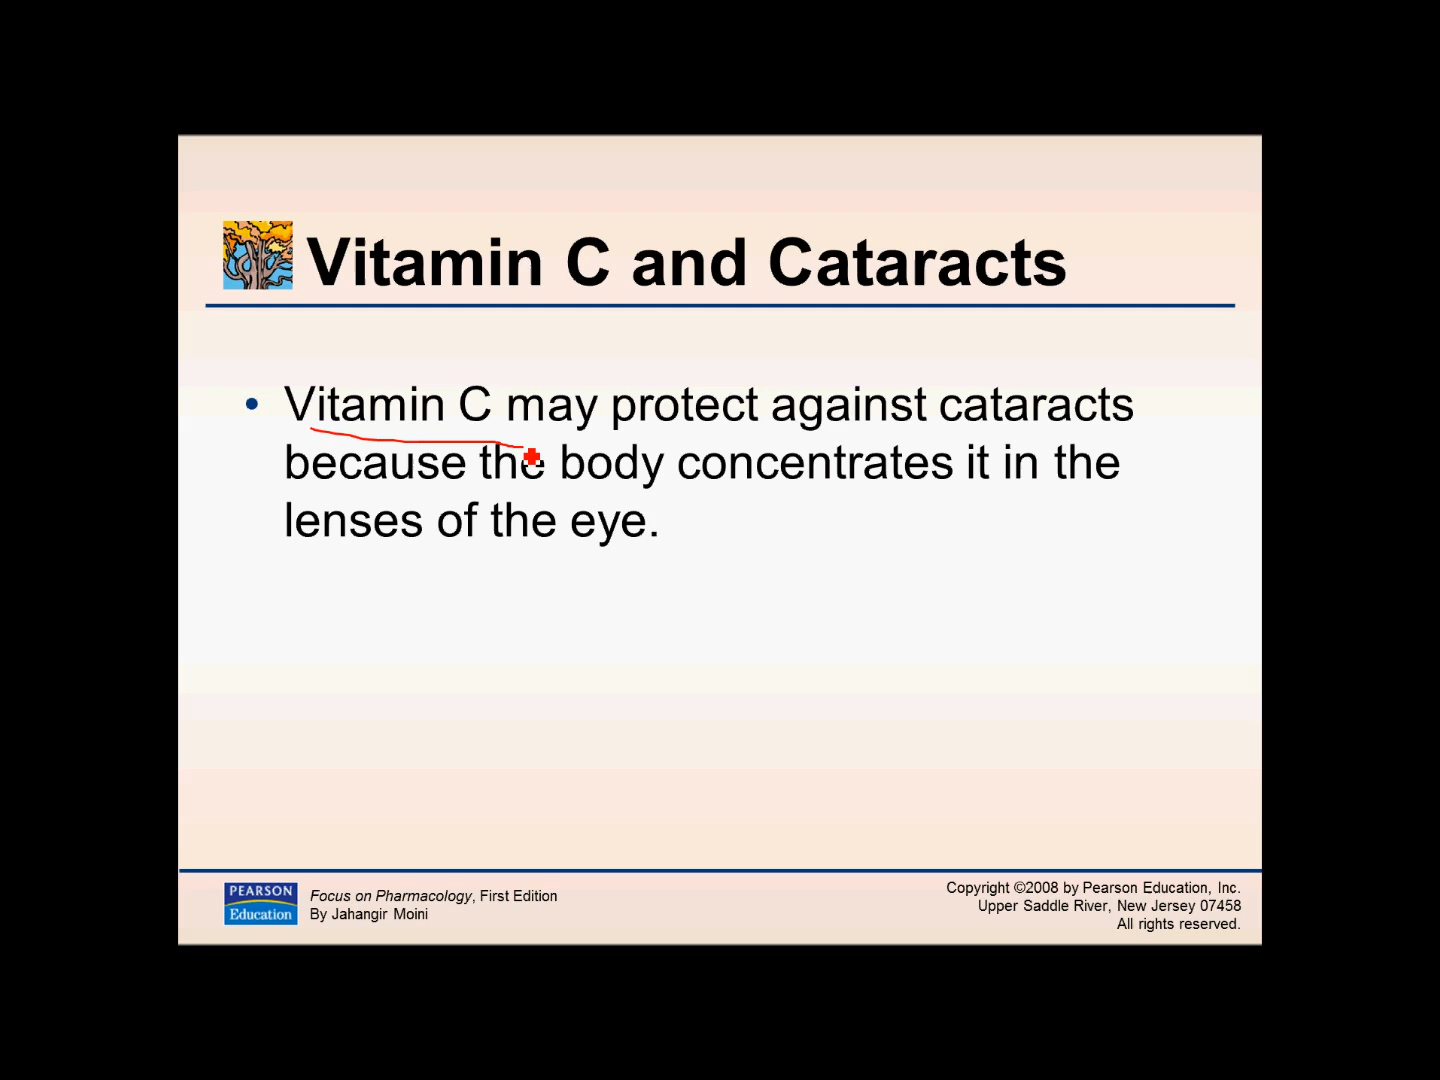 Vitamin C and Cataracts
• Vitamin C may protect against cataracts
because the body concentrates it in the
lenses of the eye.
PEARSON
Education
Focus on Pharmacology, First Edition
By Jahangir Moini
Copyright ©2008 by Pearson Education, Inc.
Upper Saddle River, New Jersey 07458
All rights reserved.